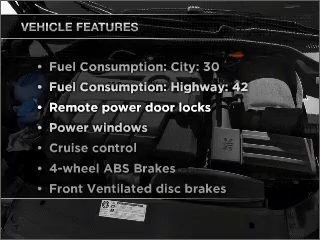 VEHICLE FEATURES
• Fuel Consumption: City: 30
• Fuel Consumption: Highway: 42
• Remote power door locks
• Power windows
• Cruise control
• 4-wheel ABS Brakes
• Front Ventilated disc brakes